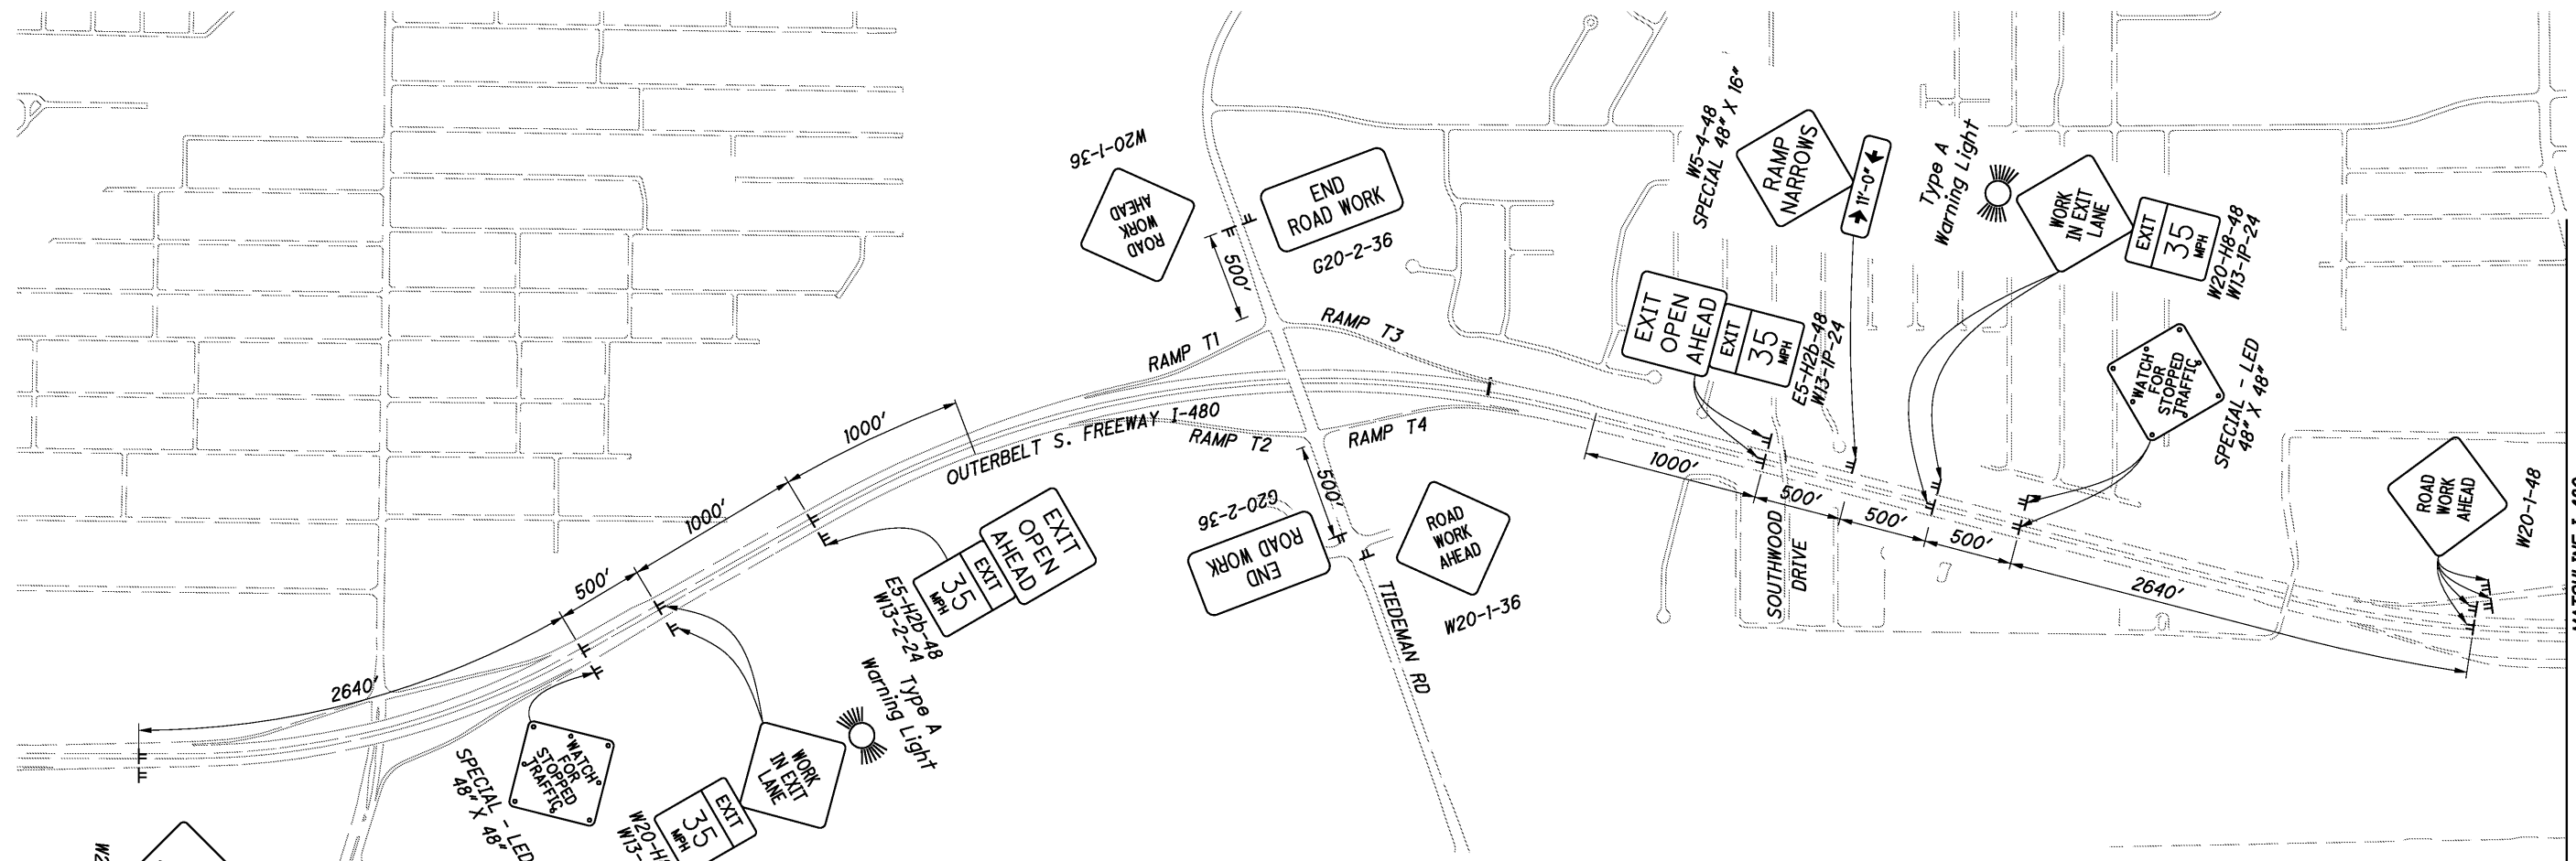 W20-1-36
ROAD
WORK
AHEAD
END
ROAD WORK
G20-2-36
500'
W5-4-48
SPECIAL 48" X 16"
RAMP
NARROWS
11'-0"
Type A
Warning Light
WORK
IN EXIT
LANE
EXIT
35
MPH
W20-H8-48
W13-1P-24
EXIT
OPEN
AHEAD
EXIT
35
MPH
E5-H2b-48
W13-1P-24
"WATCH"
FOR
STOPPED
TRAFFIC
SPECIAL - LED
48" X 48"
ROAD
WORK
AHEAD
W20-1-48
RAMP T1
RAMP T3
OUTERBELT S. FREEWAY I-480
RAMP T2
RAMP T4
1000'
1000'
500'
2640'
1000'
500'
500'
500'
2640'
SOUTHWOOD
DRIVE
500'
G20-2-36
END
ROAD WORK
ROAD
WORK
AHEAD
W20-1-36
TIEDEMAN RD
EXIT
OPEN
AHEAD
EXIT
35
MPH
E5-H2b-48
W13-2-24
Type A
Warning Light
WORK
IN EXIT
LANE
EXIT
35
MPH
"WATCH"
FOR
STOPPED
TRAFFIC
SPECIAL - LED
48" X 48"